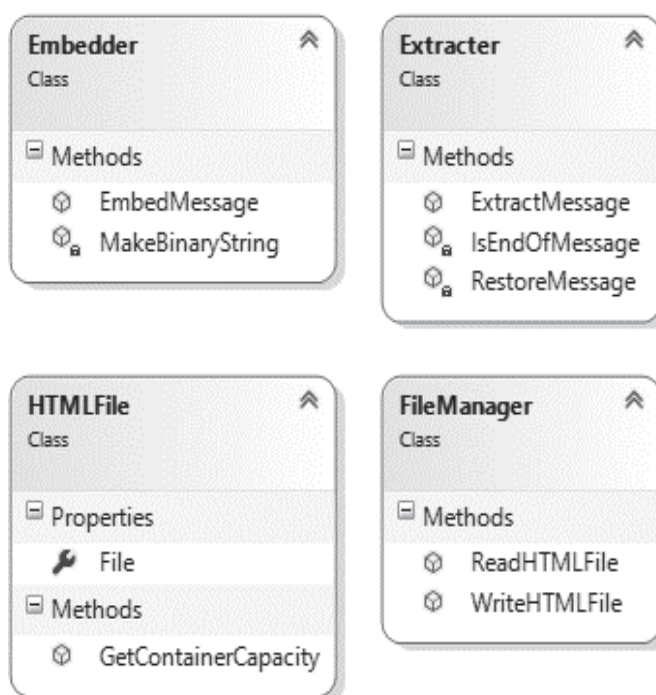 Embedder
Class
Methods
EmbedMessage
MakeBinaryString
Extracter
Class
Methods
ExtractMessage
IsEndOfMessage
RestoreMessage
HTMLFile
Class
Properties
File
Methods
GetContainerCapacity
FileManager
Class
Methods
ReadHTMLFile
WriteHTMLFile